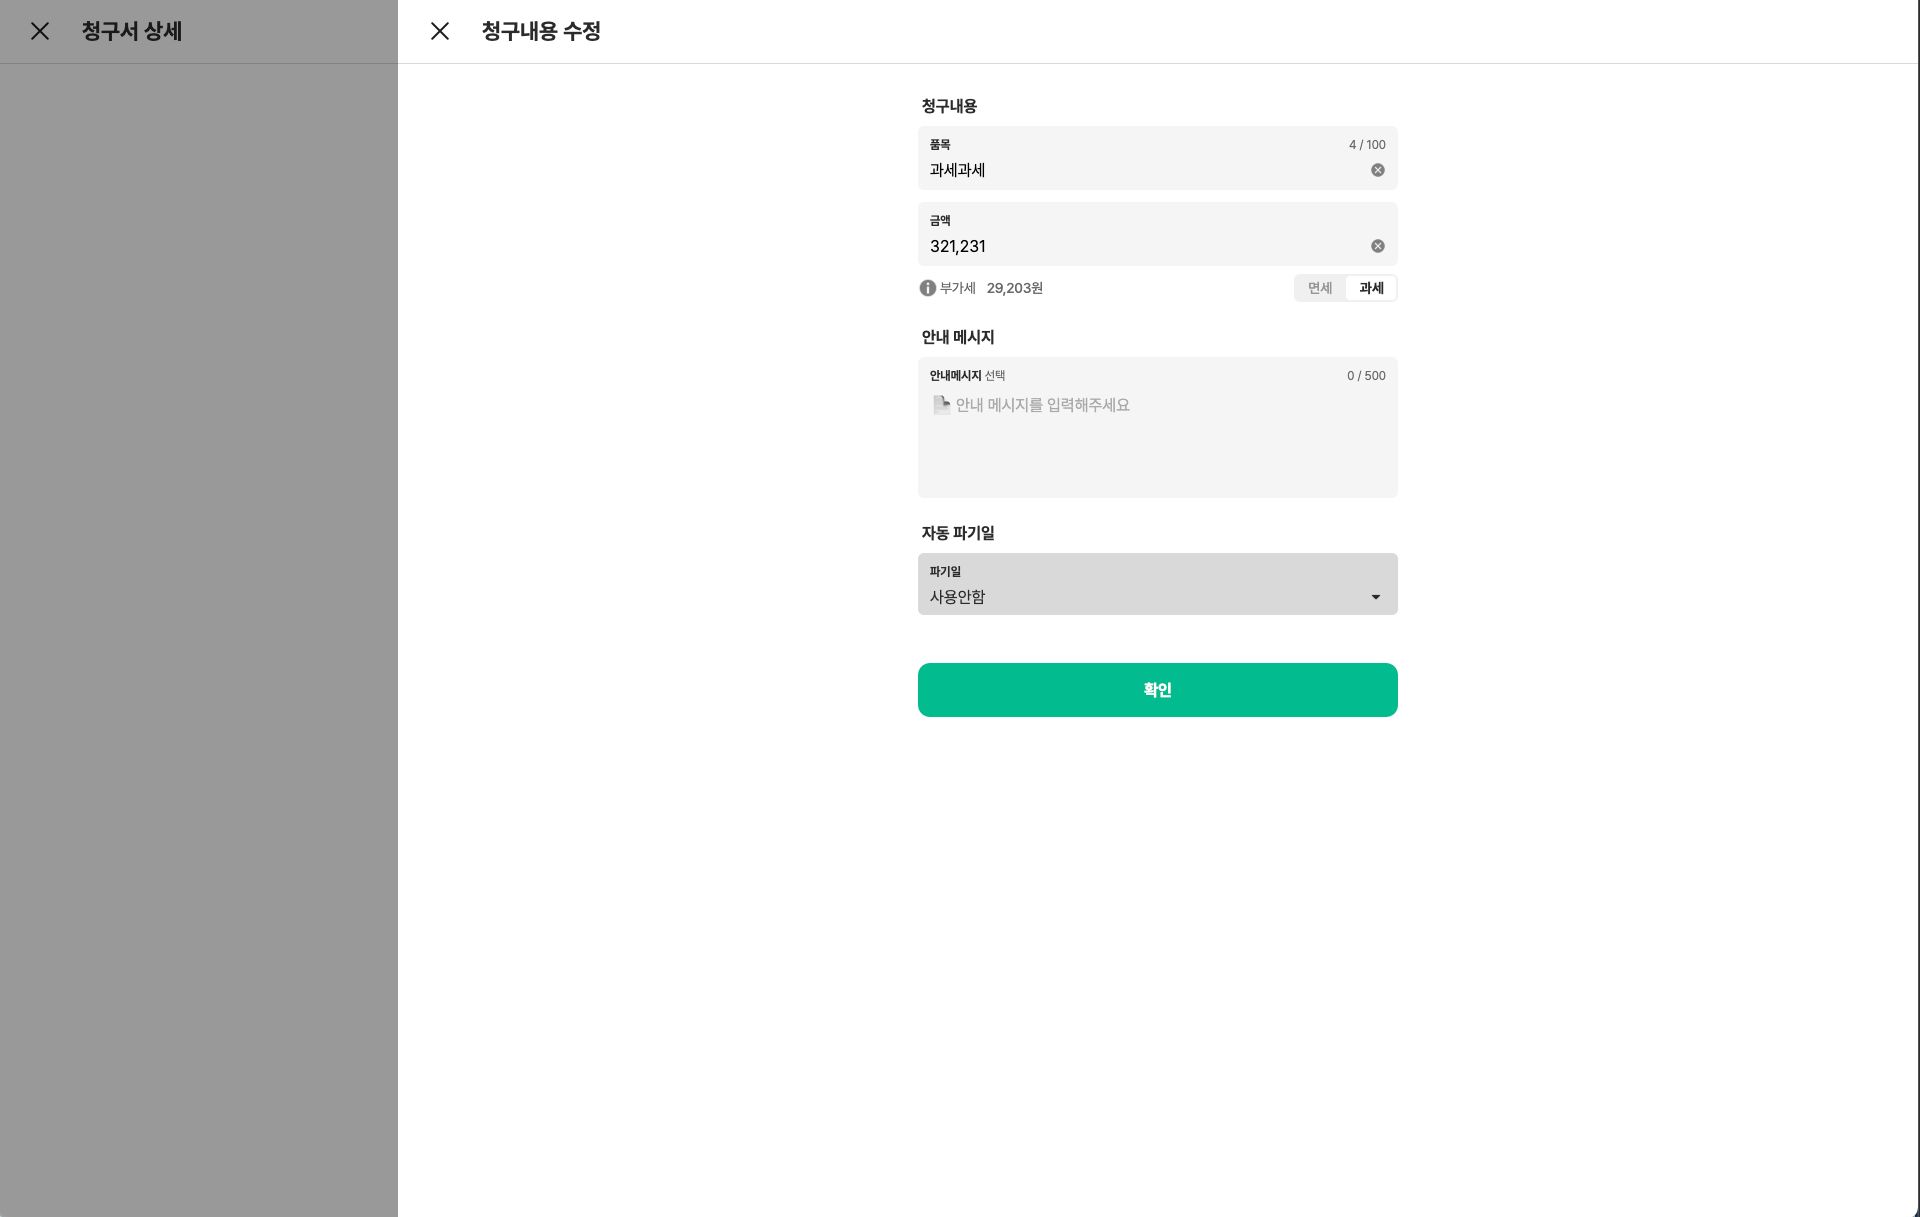 청구서 상세
청구내용 수정
청구내용
품목 4 / 100
과세과세
금액
321,231
부가세 29,203원 면세 과세
안내 메시지
안내메시지 선택 0 / 500
안내 메시지를 입력해주세요
자동 파기일
파기일
사용안함
확인